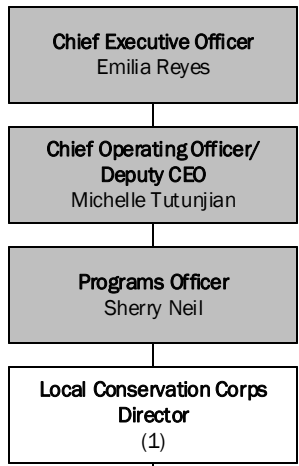 Chief Executive Officer
Emilia Reyes
Chief Operating Officer/
Deputy CEO
Michelle Tutunjian
Programs Officer
Sherry Neil
Local Conservation Corps
Director
(1)